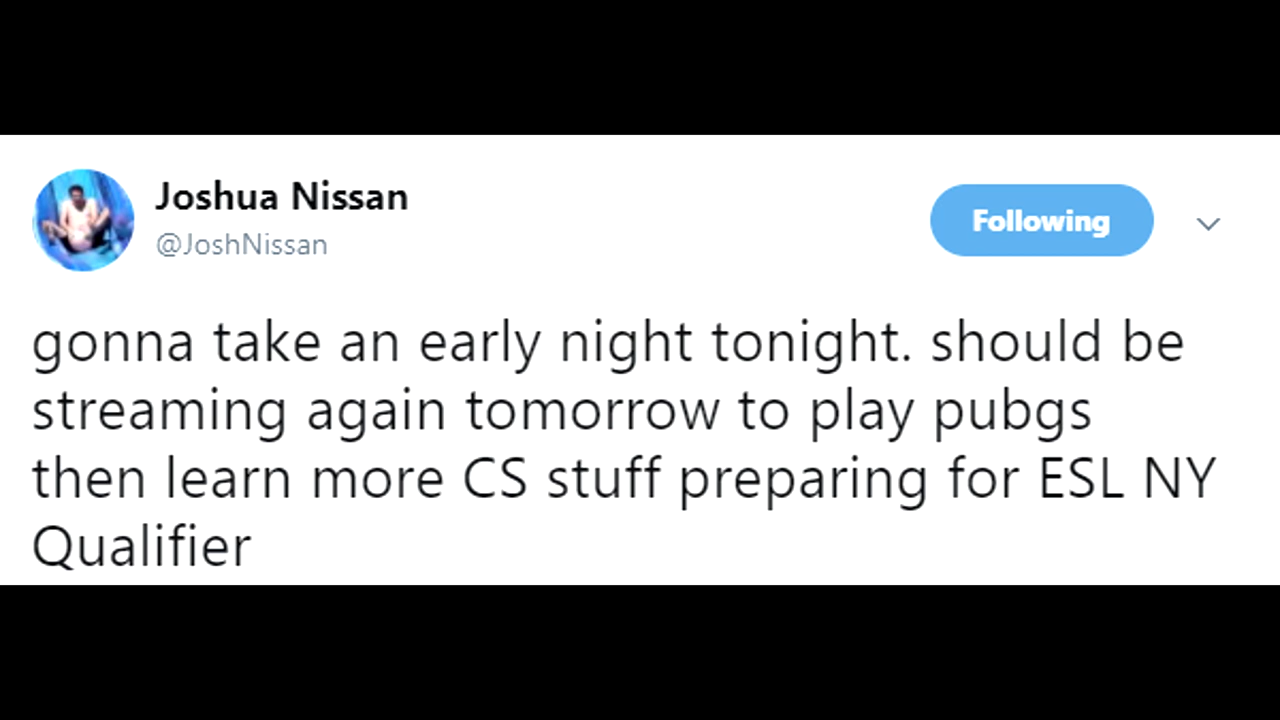 Joshua Nissan
@JoshNissan
Following
gonna take an early night tonight. should be
streaming again tomorrow to play pubgs
then learn more CS stuff preparing for ESL NY
Qualifier